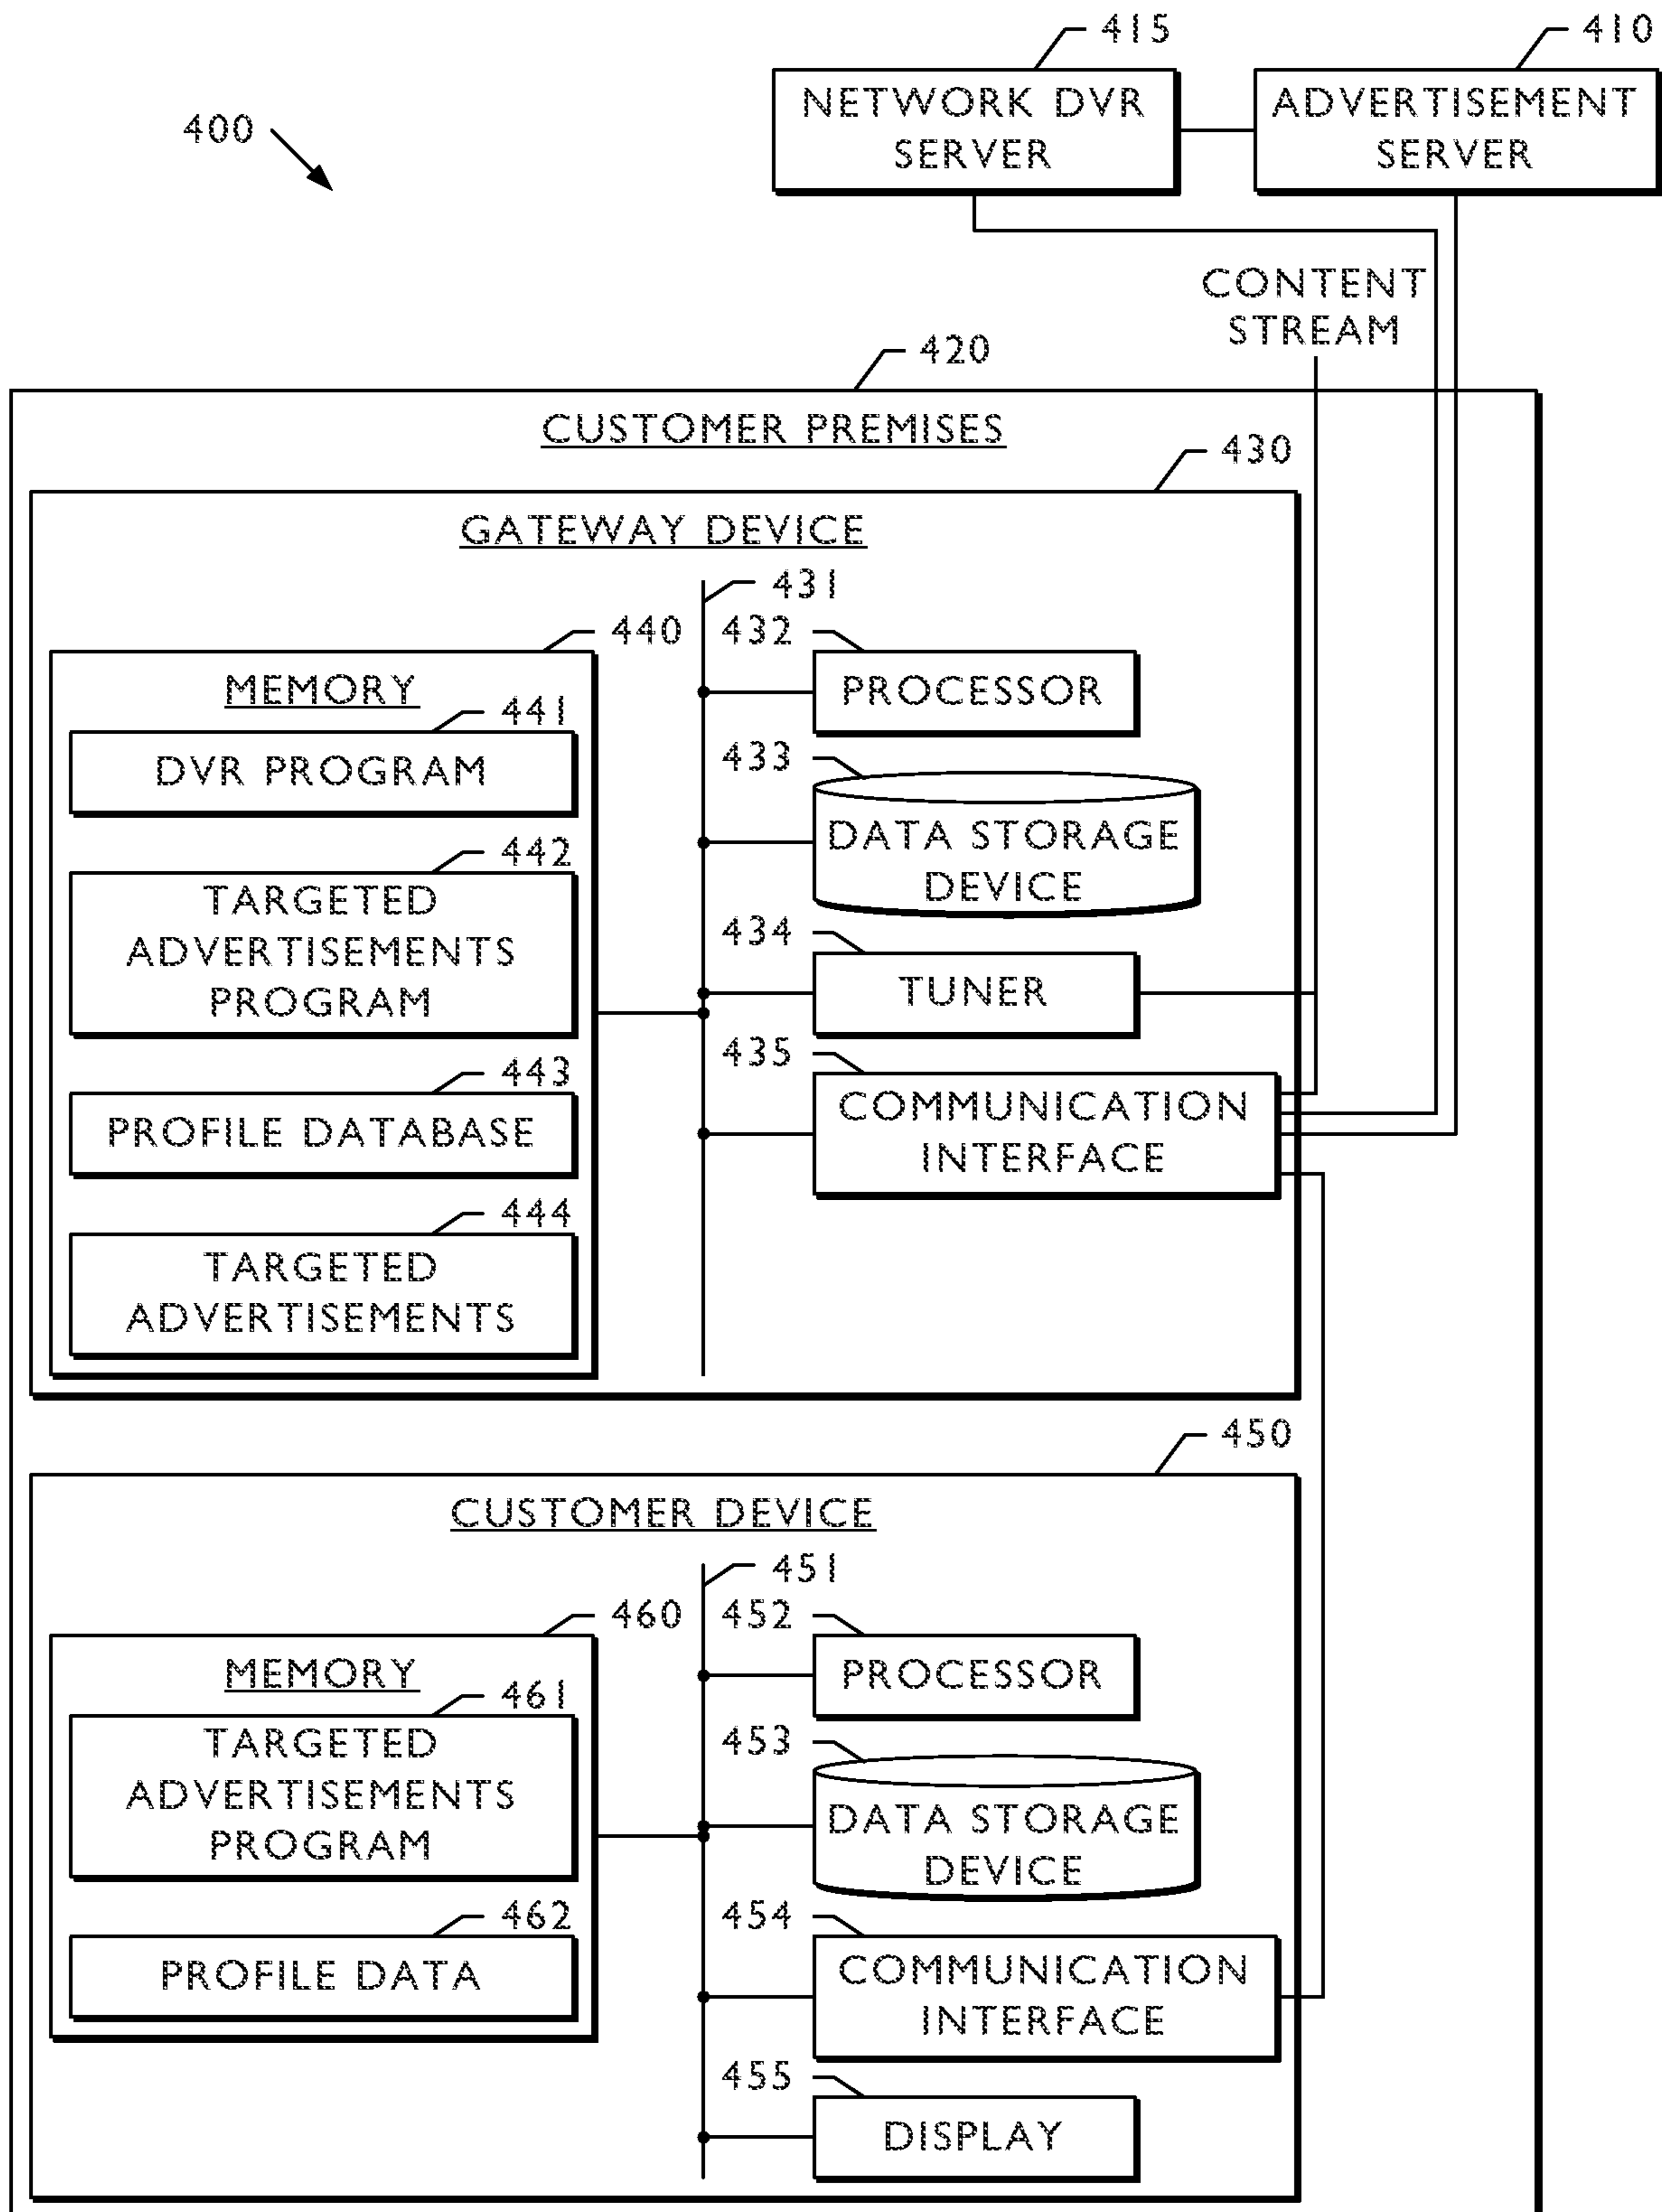 415
410
NETWORK DVR
SERVER
ADVERTISEMENT
SERVER
400
CONTENT
STREAM
420
CUSTOMER PREMISES
430
GATEWAY DEVICE
431
440
MEMORY
441
DVR PROGRAM
442
TARGETED
ADVERTISEMENTS
PROGRAM
443
PROFILE DATABASE
444
TARGETED
ADVERTISEMENTS
432
PROCESSOR
433
DATA STORAGE
DEVICE
434
TUNER
435
COMMUNICATION
INTERFACE
450
CUSTOMER DEVICE
451
460
MEMORY
461
TARGETED
ADVERTISEMENTS
PROGRAM
462
PROFILE DATA
452
PROCESSOR
453
DATA STORAGE
DEVICE
454
COMMUNICATION
INTERFACE
455
DISPLAY